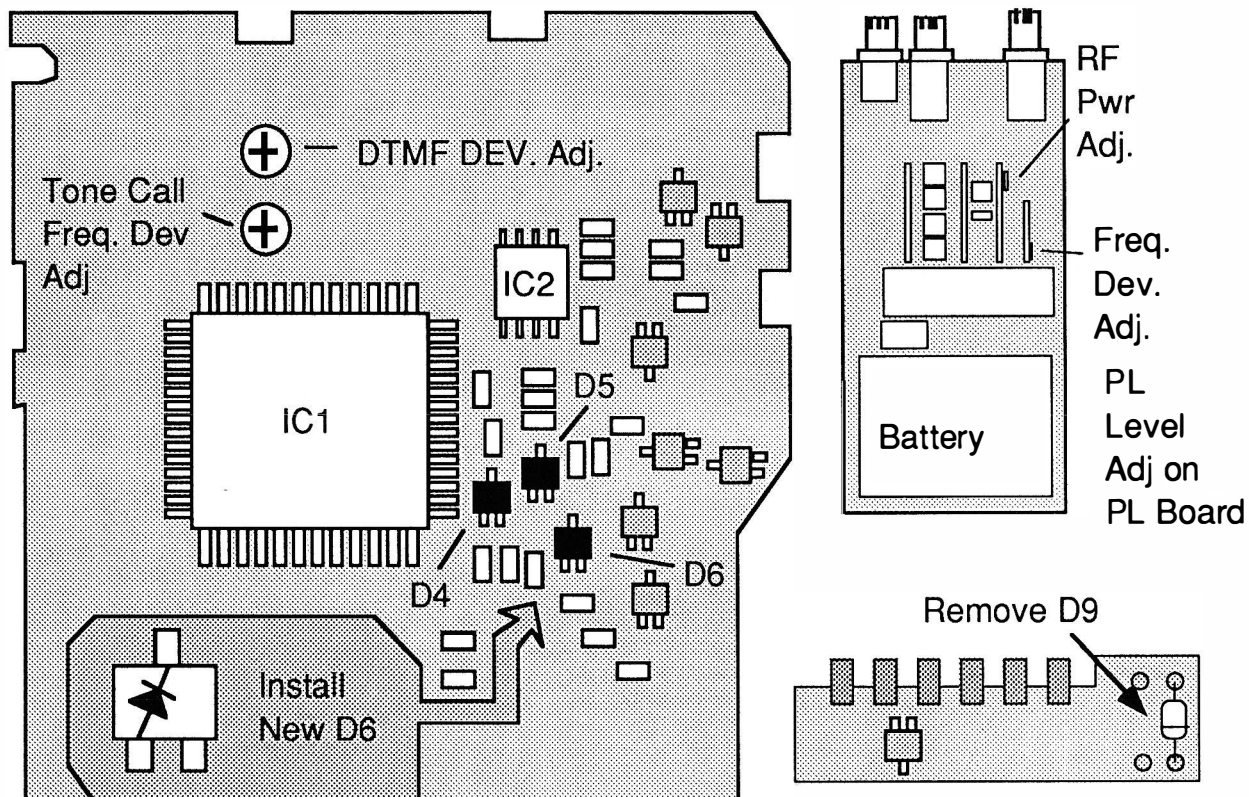 DTMF DEV. Adj.
Tone Call
Freq. Dev
Adj
IC2
IC1
D5
D4
D6
Install
New D6
RF
Pwr
Adj.
Freq.
Dev.
Adj.
Battery
PL
Level
Adj on
PL Board
Remove D9